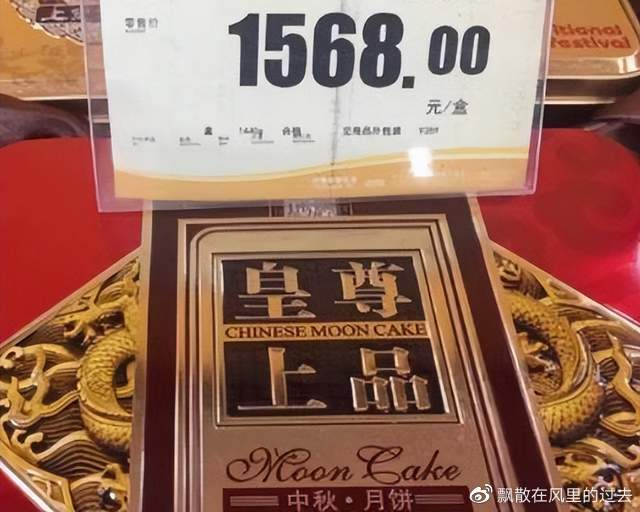 零售价
1568.00
元/盒
tional
Festival
皇尊
CHINESE MOON CAKE
上品
Moon Cake
中秋·月饼
@飘散在风里的过去